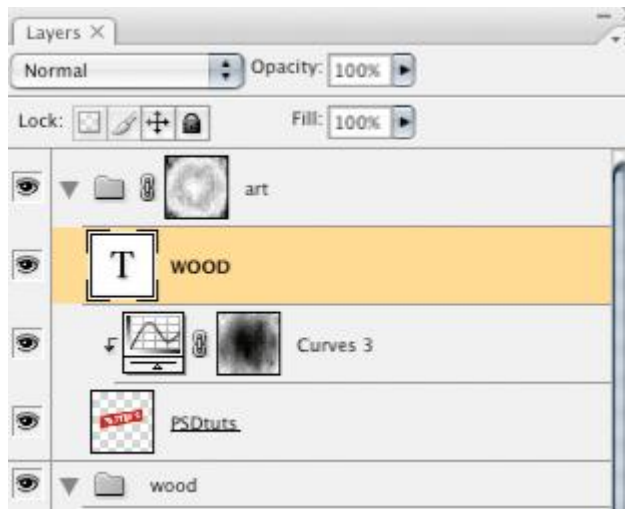 Layers ×
Normal Opacity: 100%
Lock: Fill: 100%
art
T WOOD
Curves 3
PSDtuts
wood